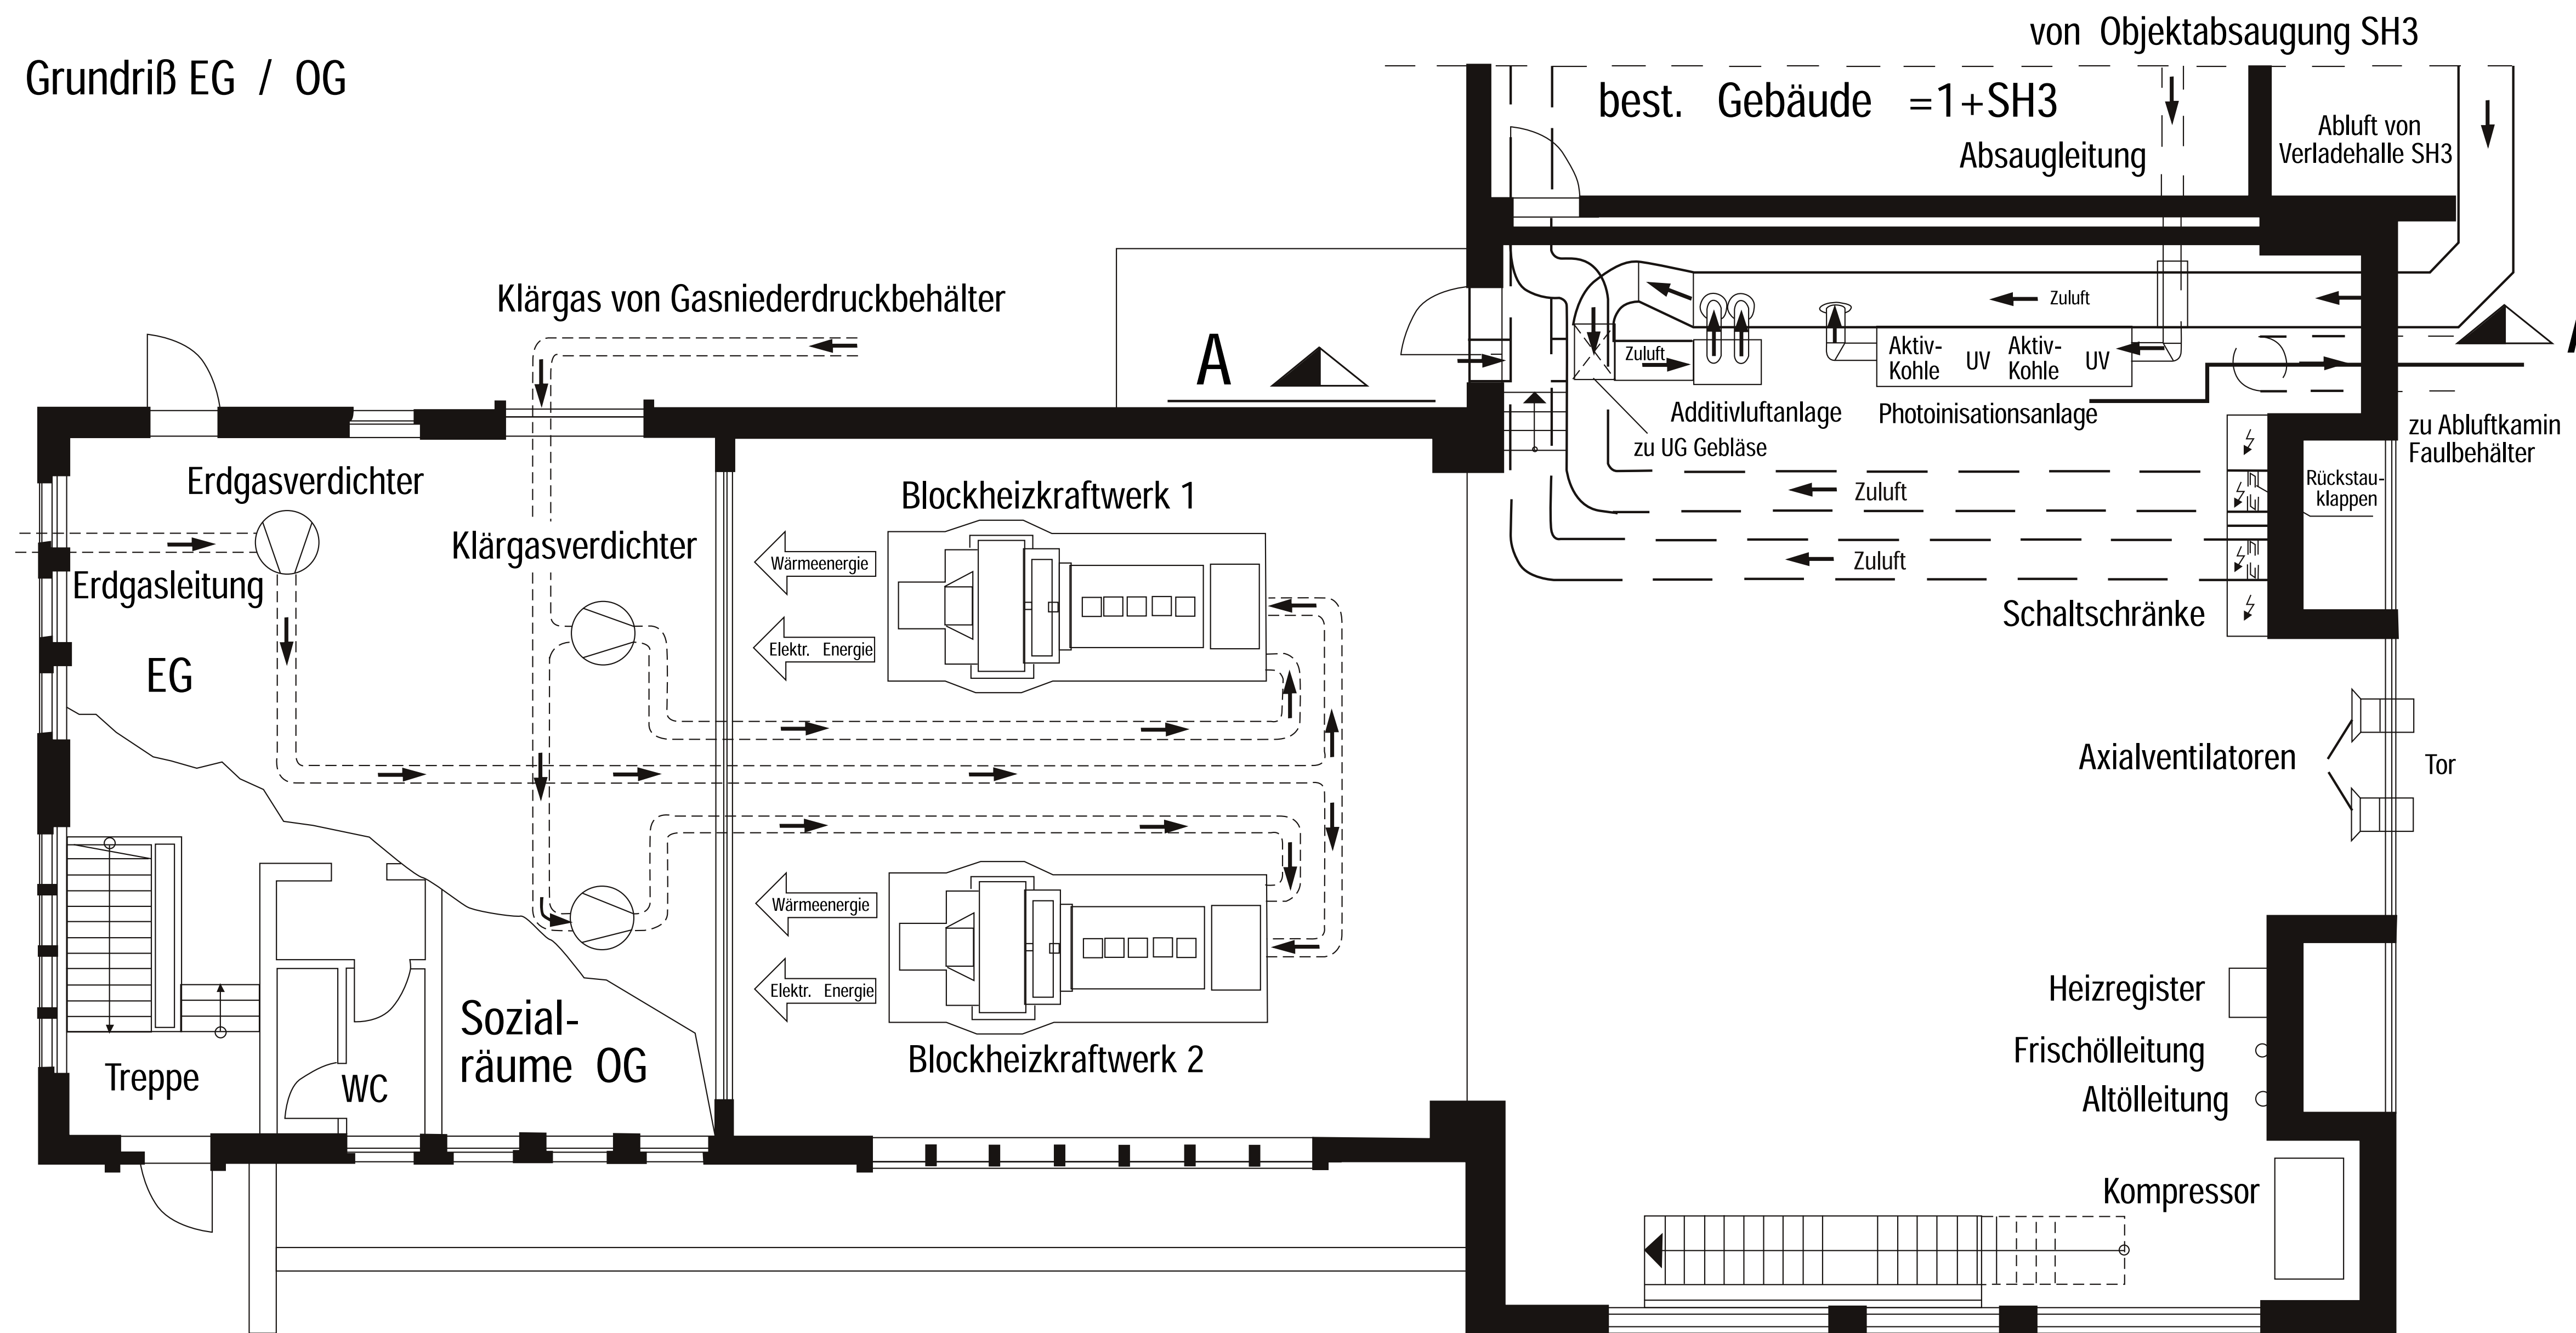 von Objektabsaugung SH3
Grundriß EG / OG
best. Gebäude =1+SH3
Abluft von
Verladehalle SH3
Absaugleitung
Klärgas von Gasniederdruckbehälter
Zuluft
A
Zuluft
Aktiv-
Kohle
UV
Aktiv-
Kohle
UV
Additivluftanlage
Photoinisationsanlage
zu UG Gebläse
zu Abluftkamin
Faulbehälter
Erdgasverdichter
Blockheizkraftwerk 1
Zuluft
Rückstau-
klappen
Klärgasverdichter
Wärmeenergie
Zuluft
Erdgasleitung
Schaltschränke
Elektr. Energie
EG
Axialventilatoren
Tor
Wärmeenergie
Elektr. Energie
Heizregister
Sozial-
räume OG
Blockheizkraftwerk 2
Frischölleitung
Treppe
WC
Altölleitung
Kompressor